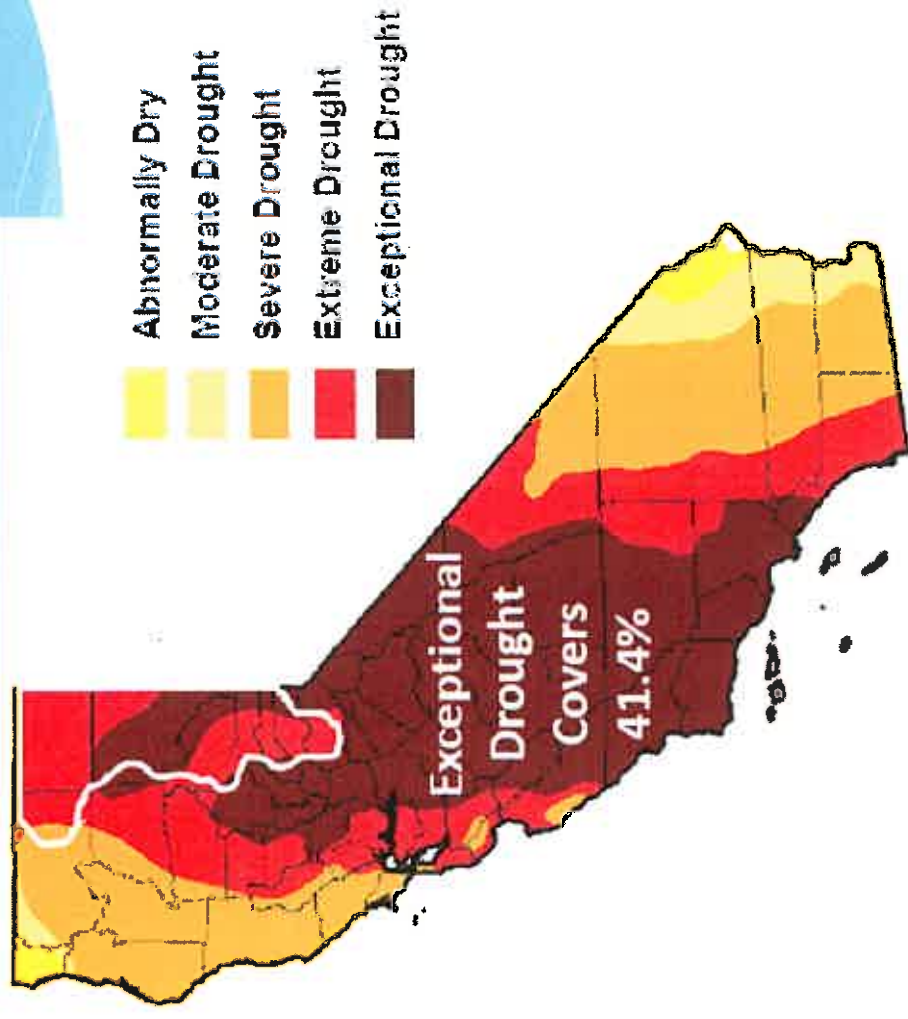 Abnormally Dry
Moderate Drought
Severe Drought
Extreme Drought
Exceptional Drought
Exceptional
Drought
Covers
41.4%